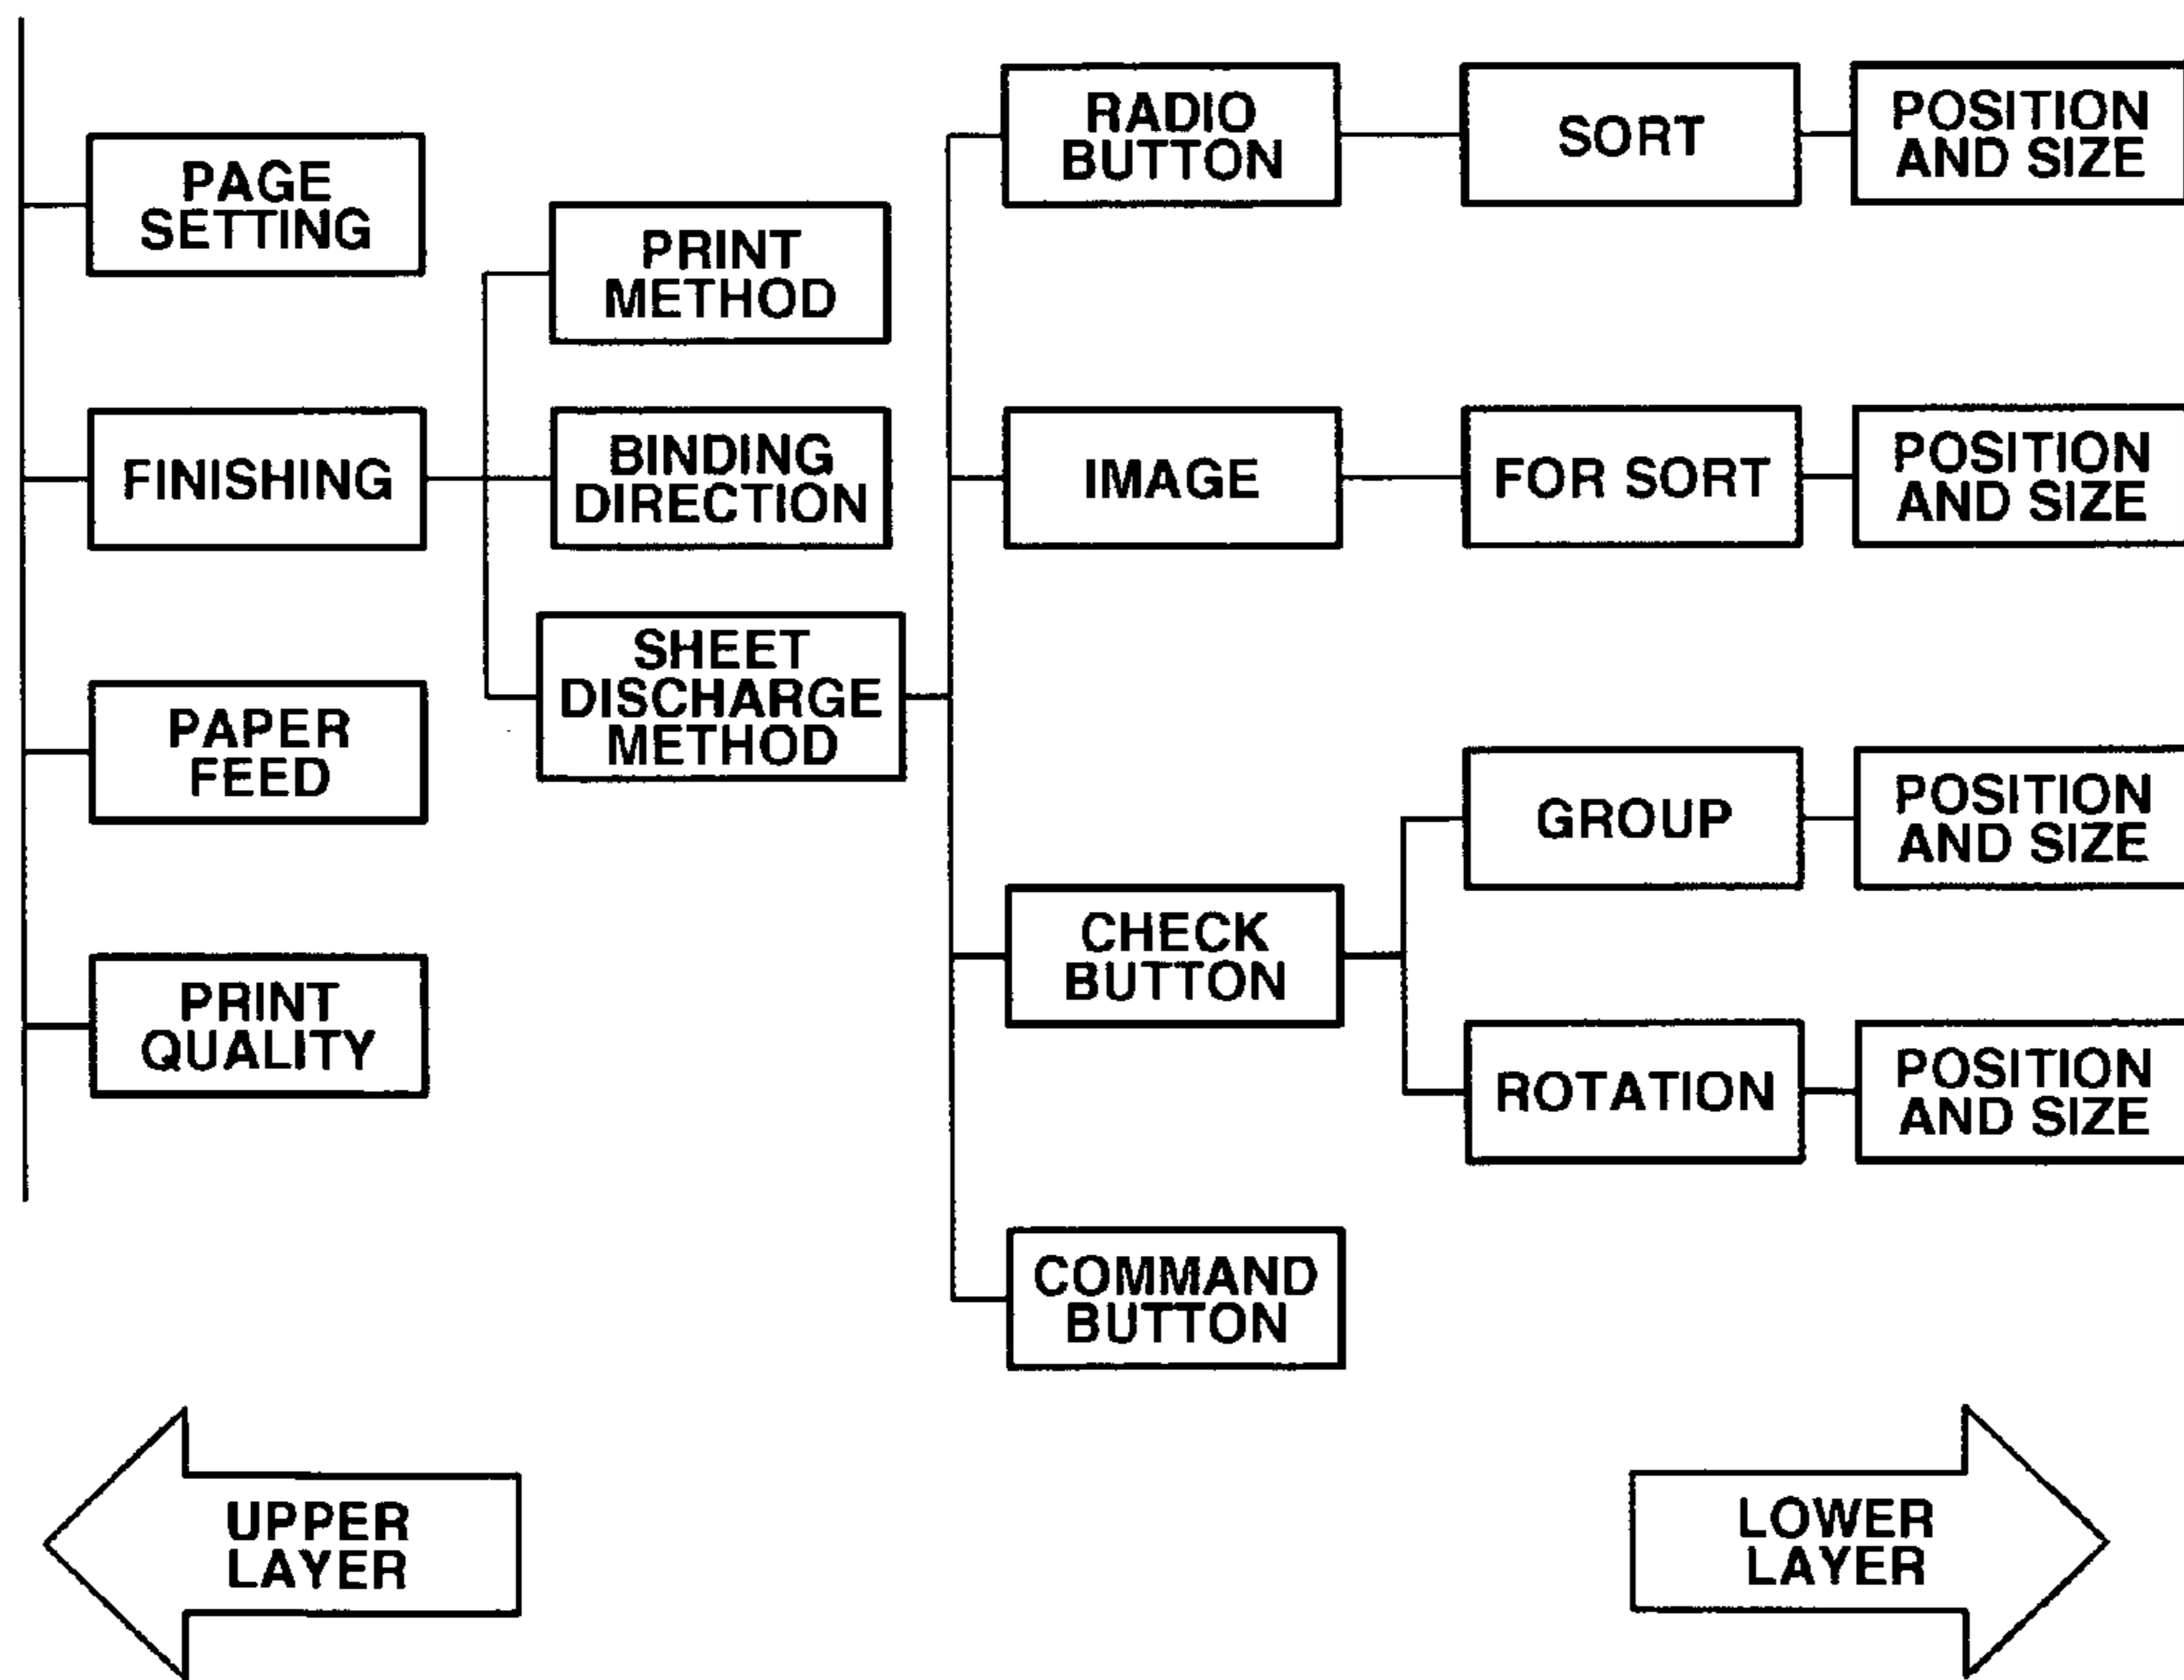 PAGE
SETTING
FINISHING
PAPER
FEED
PRINT
QUALITY
PRINT
METHOD
BINDING
DIRECTION
SHEET
DISCHARGE
METHOD
RADIO
BUTTON
IMAGE
CHECK
BUTTON
COMMAND
BUTTON
SORT
FOR SORT
GROUP
ROTATION
POSITION
AND SIZE
POSITION
AND SIZE
POSITION
AND SIZE
POSITION
AND SIZE
UPPER
LAYER
LOWER
LAYER